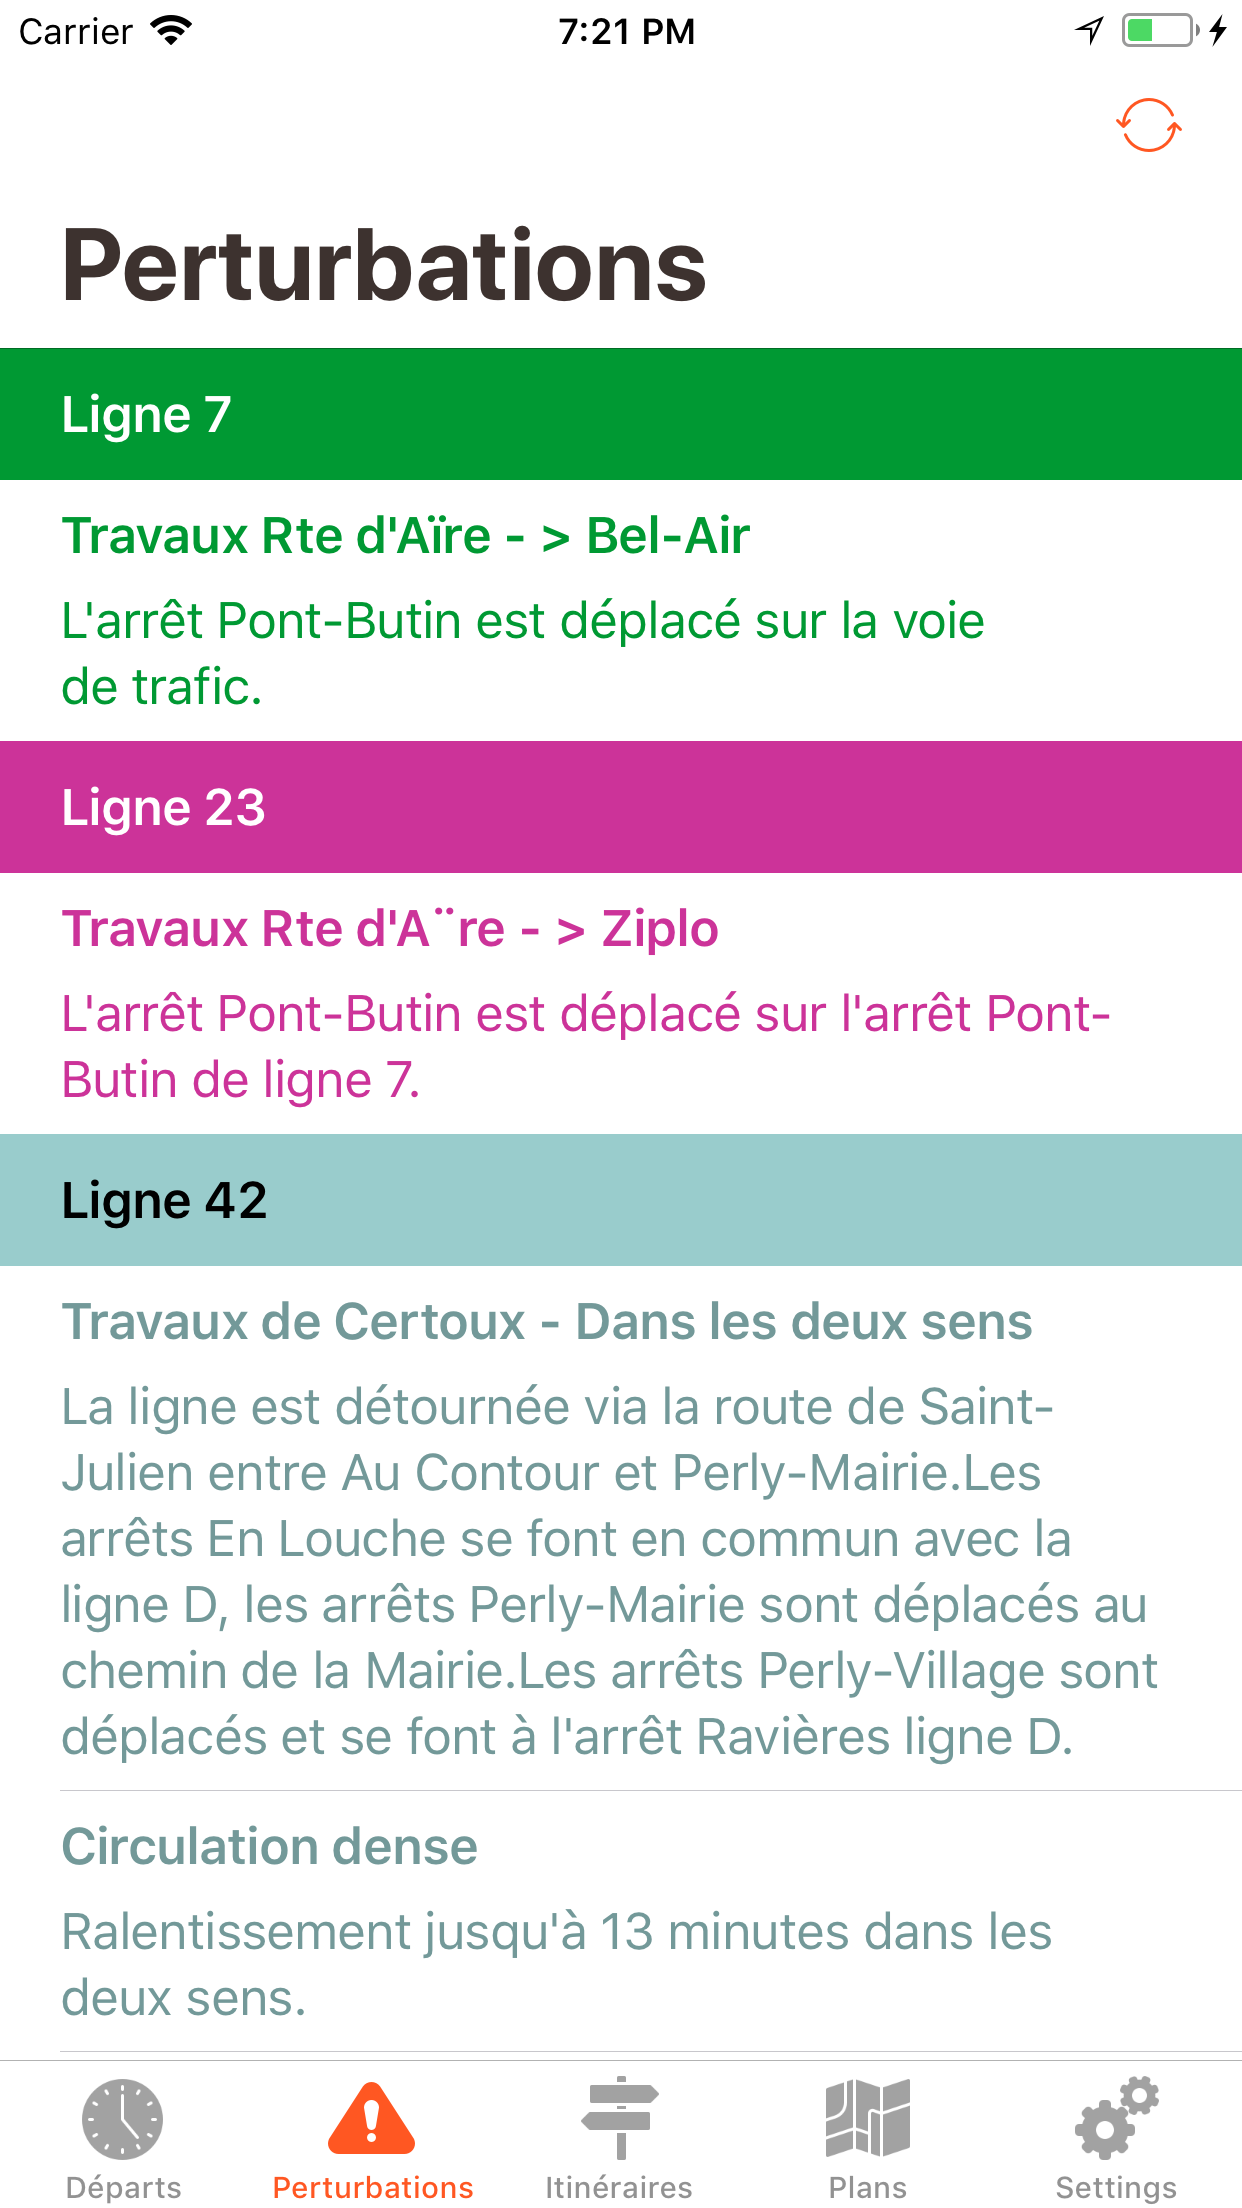 Carrier 7:21 PM
Perturbations
Ligne 7
Travaux Rte d'Aïre - > Bel-Air
L'arrêt Pont-Butin est déplacé sur la voie
de trafic.
Ligne 23
Travaux Rte d'A¨re - > Ziplo
L'arrêt Pont-Butin est déplacé sur l'arrêt Pont-
Butin de ligne 7.
Ligne 42
Travaux de Certoux - Dans les deux sens
La ligne est détournée via la route de Saint-
Julien entre Au Contour et Perly-Mairie.Les
arrêts En Louche se font en commun avec la
ligne D, les arrêts Perly-Mairie sont déplacés au
chemin de la Mairie.Les arrêts Perly-Village sont
déplacés et se font à l'arrêt Ravières ligne D.
Circulation dense
Ralentissement jusqu'à 13 minutes dans les
deux sens.
Départs Perturbations Itinéraires Plans Settings